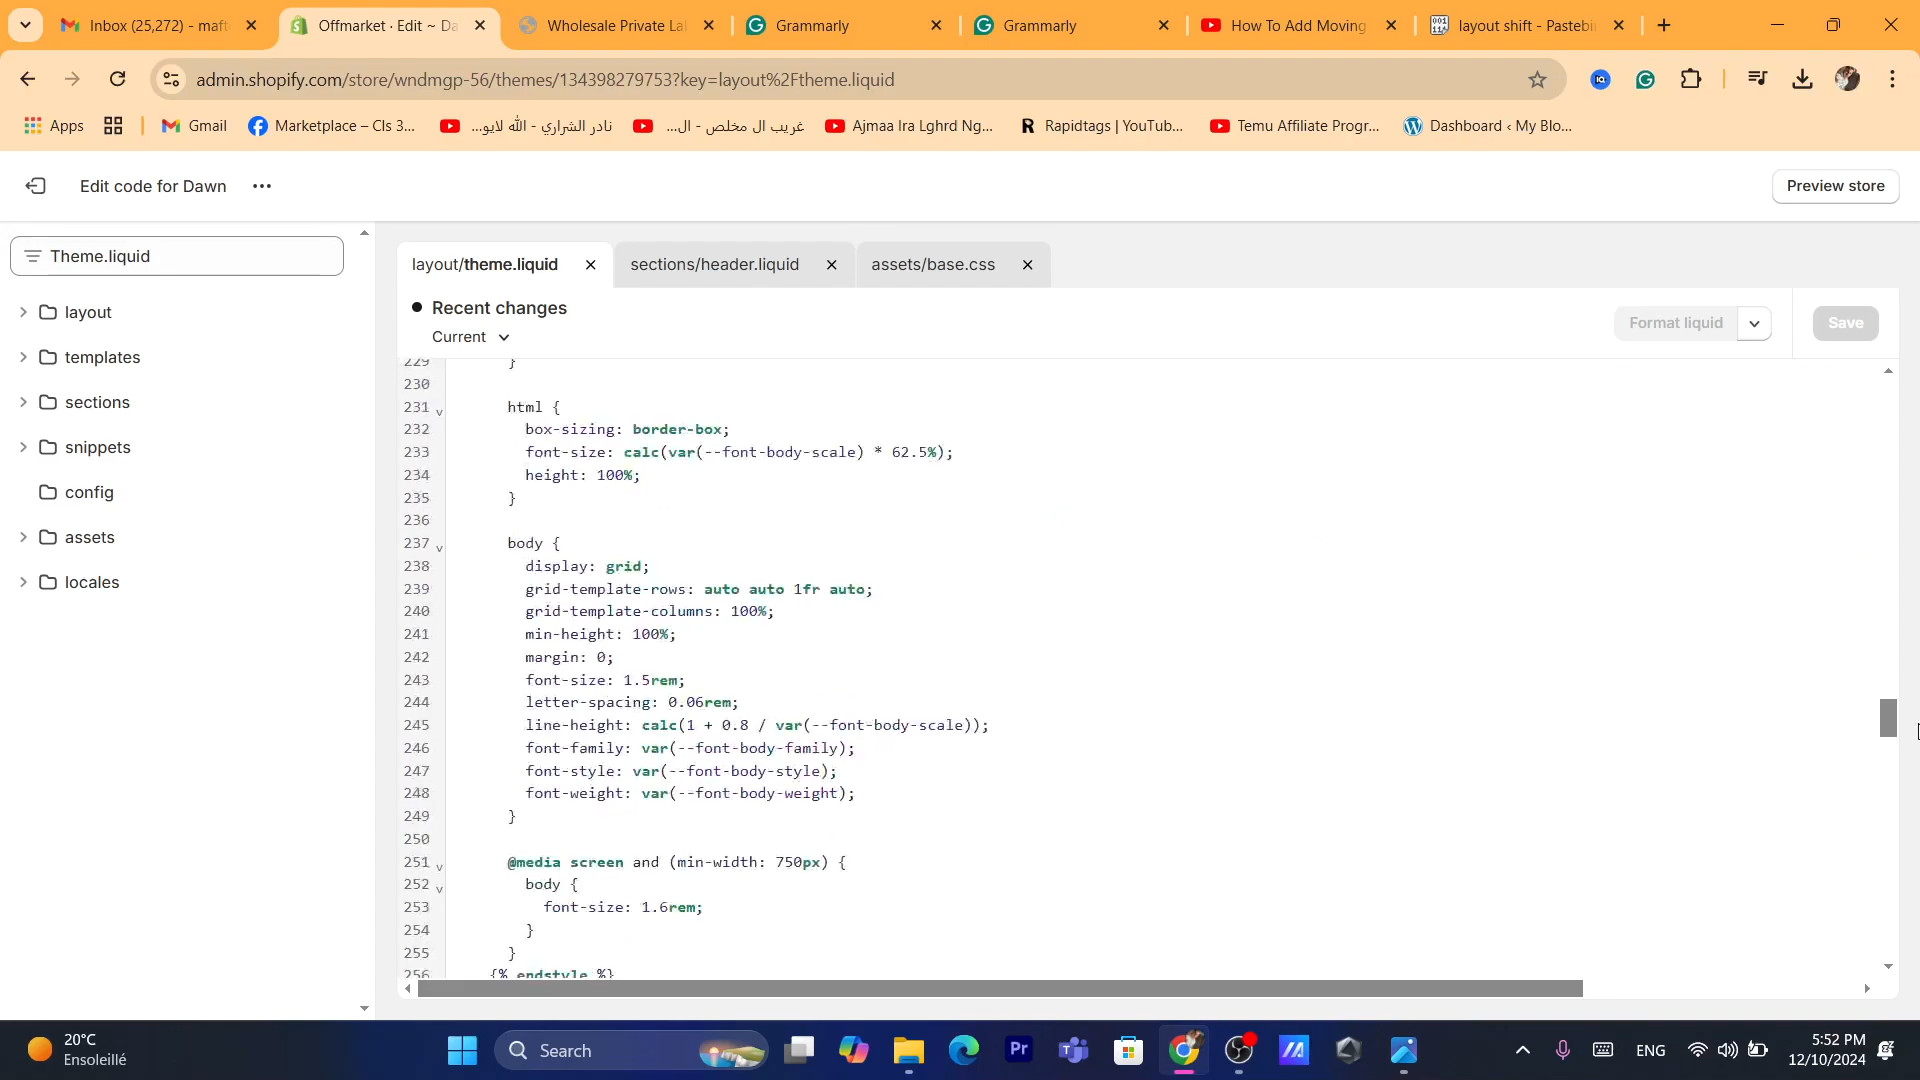 Inbox (25,272) - maft
Offmarket · Edit ~ Da
Wholesale Private La
Grammarly
Grammarly
How To Add Moving
layout shift - Pastebi
admin.shopify.com/store/wndmgp-56/themes/134398279753?key=layout%2Ftheme.liquid
Apps
Gmail
Marketplace – Cls 3...
نادر الشراري - الله لايو...
غريب ال مخلص - ال...
Ajmaa Ira Lghrd Ng...
Rapidtags | YouTub...
Temu Affiliate Progr...
Dashboard ‹ My Blo...
Edit code for Dawn
Preview store
Theme.liquid
layout
templates
sections
snippets
config
assets
locales
layout/theme.liquid
sections/header.liquid
assets/base.css
Recent changes
Current
Format liquid
Save
229 }
230
231 html {
232 box-sizing: border-box;
233 font-size: calc(var(--font-body-scale) * 62.5%);
234 height: 100%;
235 }
236
237 body {
238 display: grid;
239 grid-template-rows: auto auto 1fr auto;
240 grid-template-columns: 100%;
241 min-height: 100%;
242 margin: 0;
243 font-size: 1.5rem;
244 letter-spacing: 0.06rem;
245 line-height: calc(1 + 0.8 / var(--font-body-scale));
246 font-family: var(--font-body-family);
247 font-style: var(--font-body-style);
248 font-weight: var(--font-body-weight);
249 }
250
251 @media screen and (min-width: 750px) {
252 body {
253 font-size: 1.6rem;
254 }
255 }
256 {% endstyle %}
20°C
Ensoleillé
Search
Pr
ENG
5:52 PM
12/10/2024